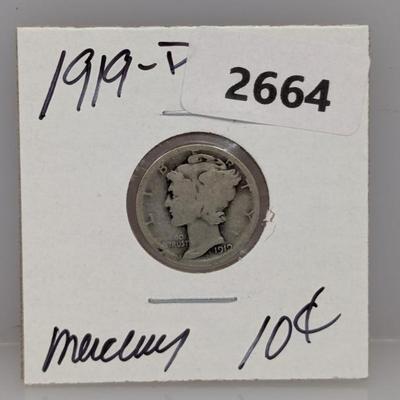 1919-P
2664
LIBERTY
IN GOD
WE TRUST
1919
Mercury 10¢